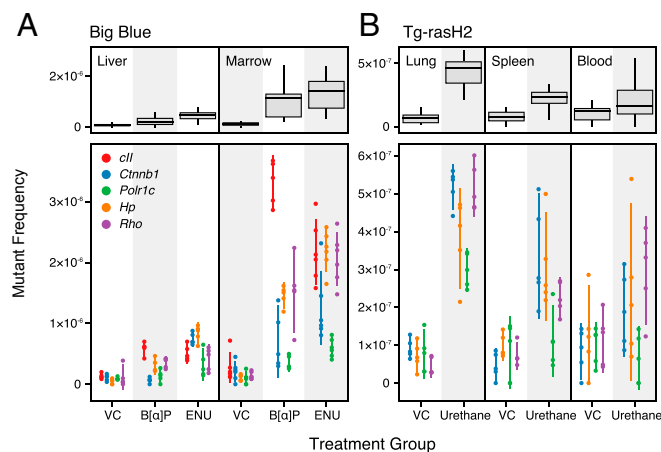 A
Big Blue
B
Tg-rasH2
Liver
Marrow
Lung
Spleen
Blood
2×10⁻⁶
1×10⁻⁶
0
5×10⁻⁷
0
cII
Ctnnb1
Polr1c
Hp
Rho
Mutant Frequency
3×10⁻⁶
2×10⁻⁶
1×10⁻⁶
0
6×10⁻⁷
5×10⁻⁷
4×10⁻⁷
3×10⁻⁷
2×10⁻⁷
1×10⁻⁷
0
VC B[α]P ENU VC B[α]P ENU
VC Urethane VC Urethane VC Urethane
Treatment Group